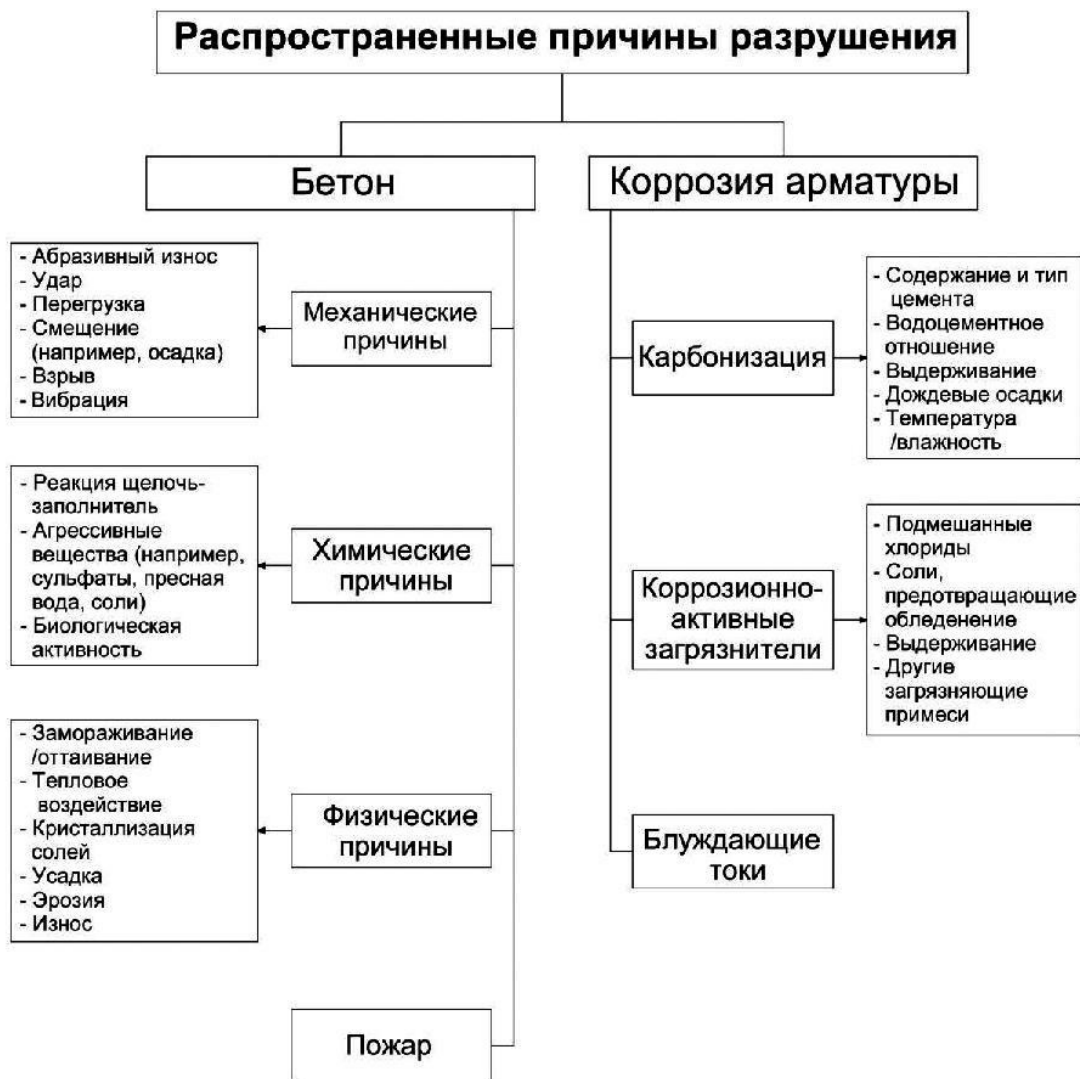 Распространенные причины разрушения
Бетон
- Абразивный износ
- Удар
- Перегрузка
- Смещение
(например, осадка)
- Взрыв
- Вибрация
Механические
причины
- Реакция щелочь-
заполнитель
- Агрессивные
вещества (например,
сульфаты, пресная
вода, соли)
- Биологическая
активность
Химические
причины
- Замораживание
/оттаивание
- Тепловое
воздействие
- Кристаллизация
солей
- Усадка
- Эрозия
- Износ
Физические
причины
Пожар
Коррозия арматуры
Карбонизация
- Содержание и тип
цемента
- Водоцементное
отношение
- Выдерживание
- Дождевые осадки
- Температура
/влажность
Коррозионно-
активные
загрязнители
- Подмешанные
хлориды
- Соли,
предотвращающие
обледенение
- Выдерживание
- Другие
загрязняющие
примеси
Блуждающие
токи